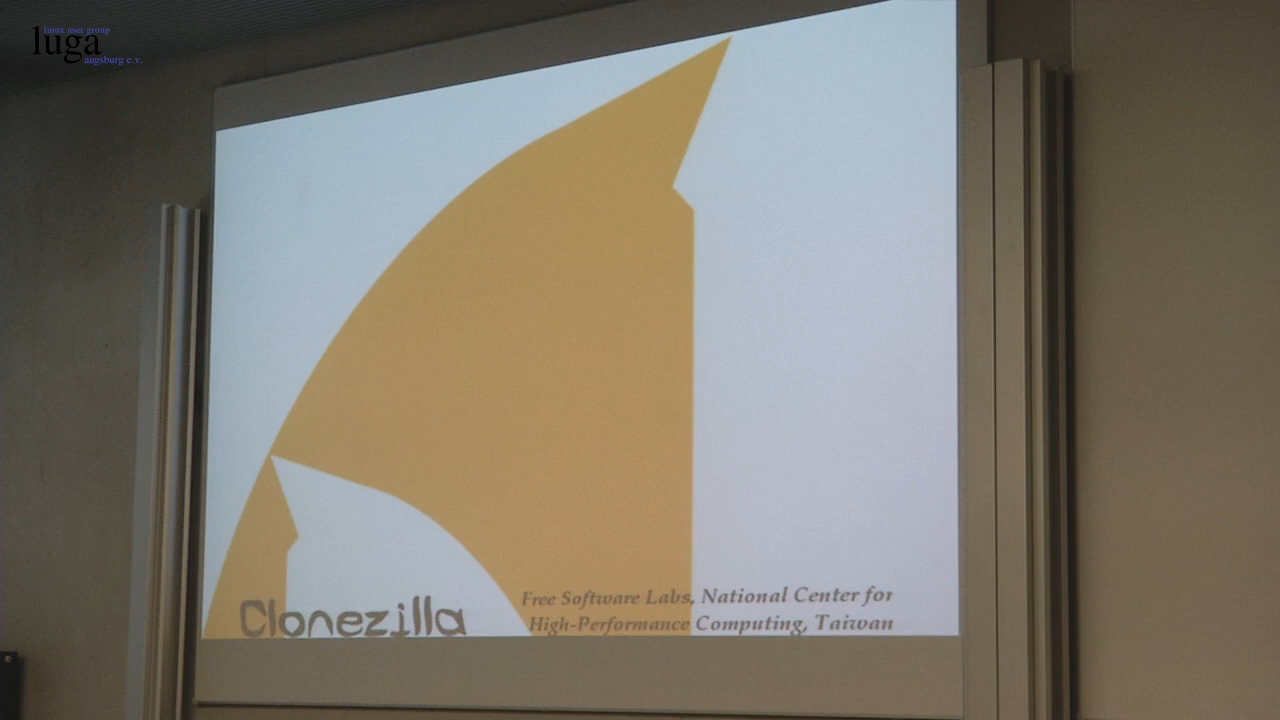 linux user group
luga
augsburg e.v.
Clonezilla
Free Software Labs, National Center for
High-Performance Computing, Taiwan